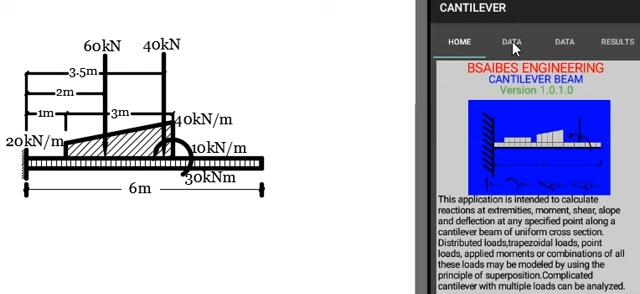 60kN
40kN
3.5m
2m
1m
3m
40kN/m
20kN/m
10kN/m
30kNm
6m
CANTILEVER
HOME
DATA
DATA
RESULTS
BSAIBES ENGINEERING
CANTILEVER BEAM
Version 1.0.1.0
This application is intended to calculate
reactions at extremities, moment, shear, slope
and deflection at any specified point along a
cantilever beam of uniform cross section.
Distributed loads,trapezoidal loads, point
loads, applied moments or combinations of all
these loads may be modeled by using the
principle of superposition.Complicated
cantilever with multiple loads can be analyzed.